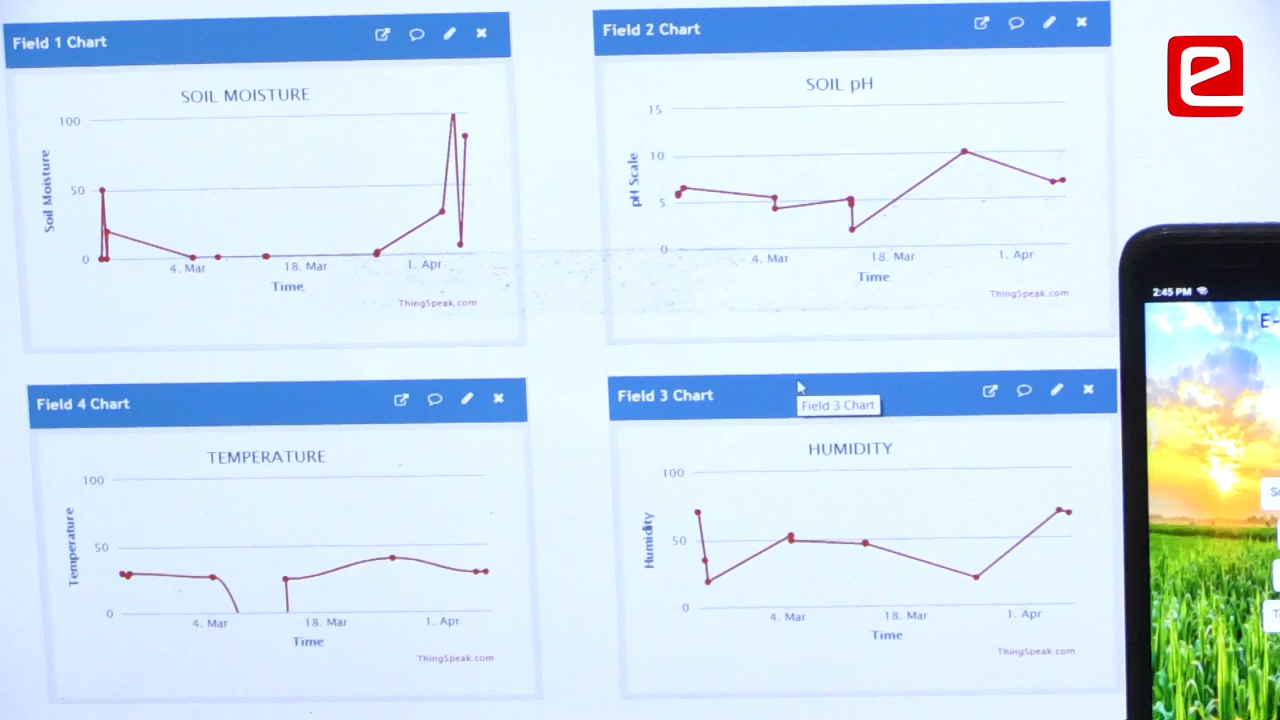 Field 1 Chart
SOIL MOISTURE
Soil Moisture
100
50
0
4. Mar
18. Mar
1. Apr
Time
ThingSpeak.com
Field 2 Chart
SOIL pH
pH Scale
15
10
5
0
4. Mar
18. Mar
1. Apr
Time
ThingSpeak.com
Field 4 Chart
TEMPERATURE
Temperature
100
50
0
4. Mar
18. Mar
1. Apr
Time
ThingSpeak.com
Field 3 Chart
Field 3 Chart
HUMIDITY
Humidity
100
50
0
4. Mar
18. Mar
1. Apr
Time
ThingSpeak.com
e
2:45 PM
E-